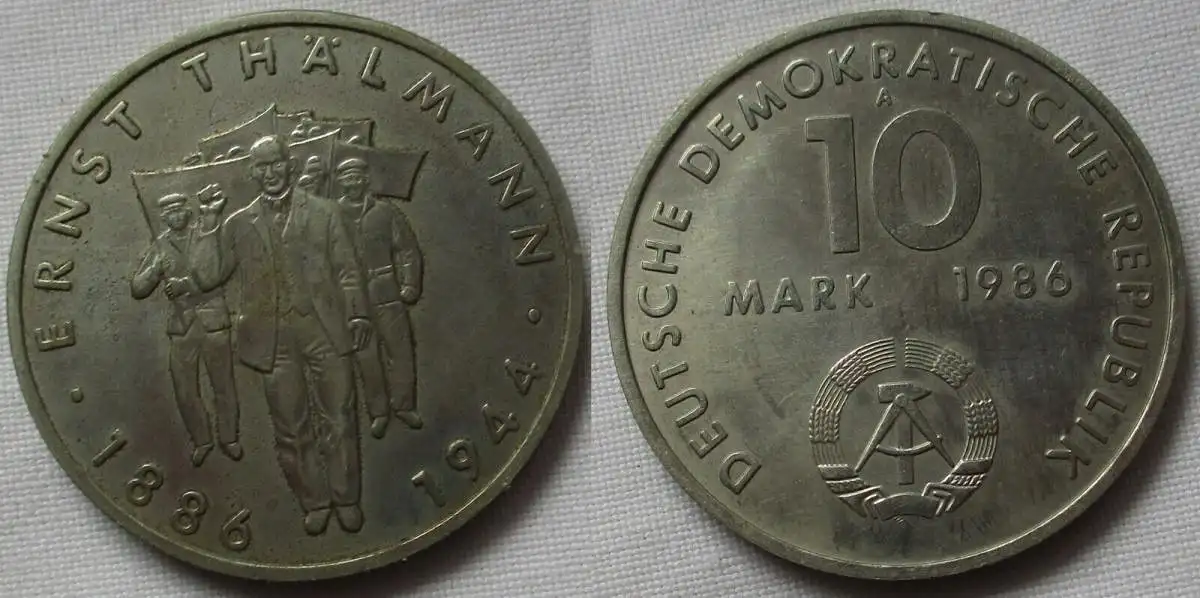 · ERNST THÄLMANN ·
1886 1944
DEUTSCHE DEMOKRATISCHE REPUBLIK
A
10
MARK 1986